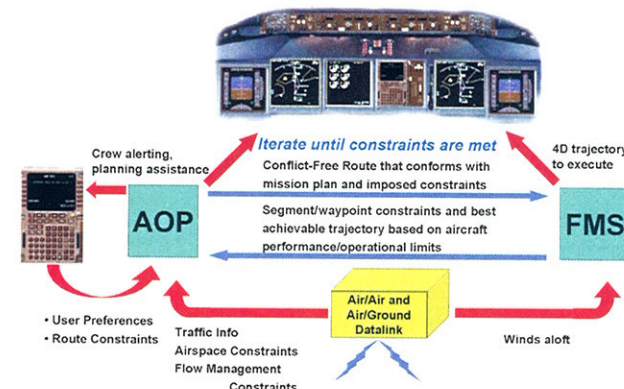 Iterate until constraints are met
Crew alerting,
planning assistance
4D trajectory
to execute
Conflict-Free Route that conforms with
mission plan and imposed constraints
AOP
FMS
Segment/waypoint constraints and best
achievable trajectory based on aircraft
performance/operational limits
Air/Air and
Air/Ground
Datalink
• User Preferences
• Route Constraints
Traffic Info
Airspace Constraints
Flow Management
Constraints
Winds aloft